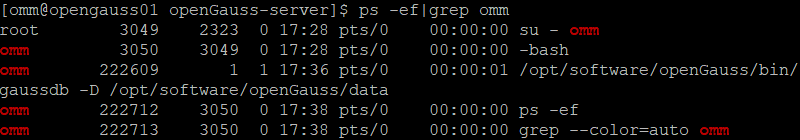 [omm@opengauss01 openGauss-server]$ ps -ef|grep omm
root 3049 2323 0 17:28 pts/0 00:00:00 su - omm
omm 3050 3049 0 17:28 pts/0 00:00:00 -bash
omm 222609 1 1 17:36 pts/0 00:00:01 /opt/software/openGauss/bin/
gaussdb -D /opt/software/openGauss/data
omm 222712 3050 0 17:38 pts/0 00:00:00 ps -ef
omm 222713 3050 0 17:38 pts/0 00:00:00 grep --color=auto omm